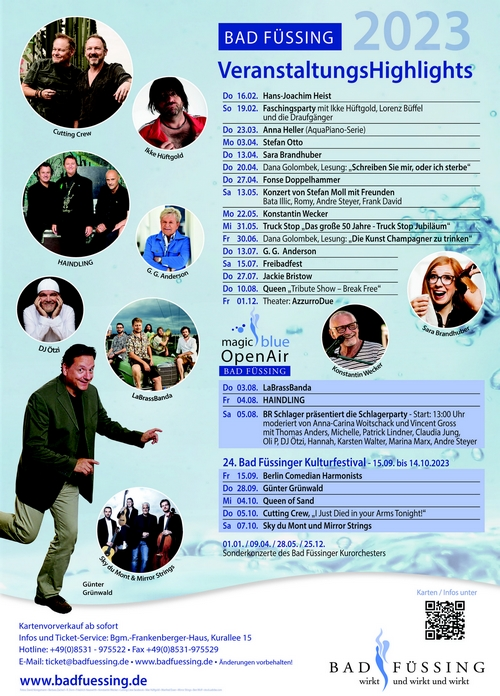 BAD FÜSSING 2023
VeranstaltungsHighlights
Do 16.02. Hans-Joachim Heist
So 19.02. Faschingsparty mit Ikke Hüftgold, Lorenz Büffel
und die Draufgänger
Do 23.03. Anna Heller (AquaPiano-Serie)
Mo 03.04. Stefan Otto
Do 13.04. Sara Brandhuber
Do 20.04. Dana Golombek, Lesung: „Schreiben Sie mir, oder ich sterbe“
Do 27.04. Fonse Doppelhammer
Sa 13.05. Konzert von Stefan Moll mit Freunden
Bata Illic, Romy, Andre Steyer, Frank David
Mo 22.05. Konstantin Wecker
Mi 31.05. Truck Stop „Das große 50 Jahre - Truck Stop Jubiläum“
Fr 30.06. Dana Golombek, Lesung: „Die Kunst Champagner zu trinken“
Do 13.07. G. G. Anderson
Sa 15.07. Freibadfest
Do 27.07. Jackie Bristow
Do 10.08. Queen „Tribute Show – Break Free“
Fr 01.12. Theater: AzzurroDue
Cutting Crew
Ikke Hüftgold
HAINDLING
G. G. Anderson
DJ Ötzi
LaBrassBanda
Sara Brandhuber
Konstantin Wecker
magic blue
OpenAir
BAD FÜSSING
Do 03.08. LaBrassBanda
Fr 04.08. HAINDLING
Sa 05.08. BR Schlager präsentiert die Schlagerparty - Start: 13:00 Uhr
moderiert von Anna-Carina Woitschack und Vincent Gross
mit Thomas Anders, Michelle, Patrick Lindner, Claudia Jung,
Oli P, DJ Ötzi, Hannah, Karsten Walter, Marina Marx, Andre Steyer
24. Bad Füssinger Kulturfestival - 15.09. bis 14.10.2023
Fr 15.09. Berlin Comedian Harmonists
Do 28.09. Günter Grünwald
Mi 04.10. Queen of Sand
Do 05.10. Cutting Crew, „I Just Died in your Arms Tonight!“
Sa 07.10. Sky du Mont und Mirror Strings
01.01. / 09.04. / 28.05. / 25.12.
Sonderkonzerte des Bad Füssinger Kurorchesters
Sky du Mont & Mirror Strings
Günter
Grünwald
Karten / Infos unter
Kartenvorverkauf ab sofort
Infos und Ticket-Service: Bgm.-Frankenberger-Haus, Kurallee 15
Hotline: +49(0)8531 - 975522 • Fax +49(0)8531-975529
E-Mail: ticket@badfuessing.de • www.badfuessing.de • Änderungen vorbehalten!
www.badfuessing.de
BAD FÜSSING
wirkt und wirkt und wirkt